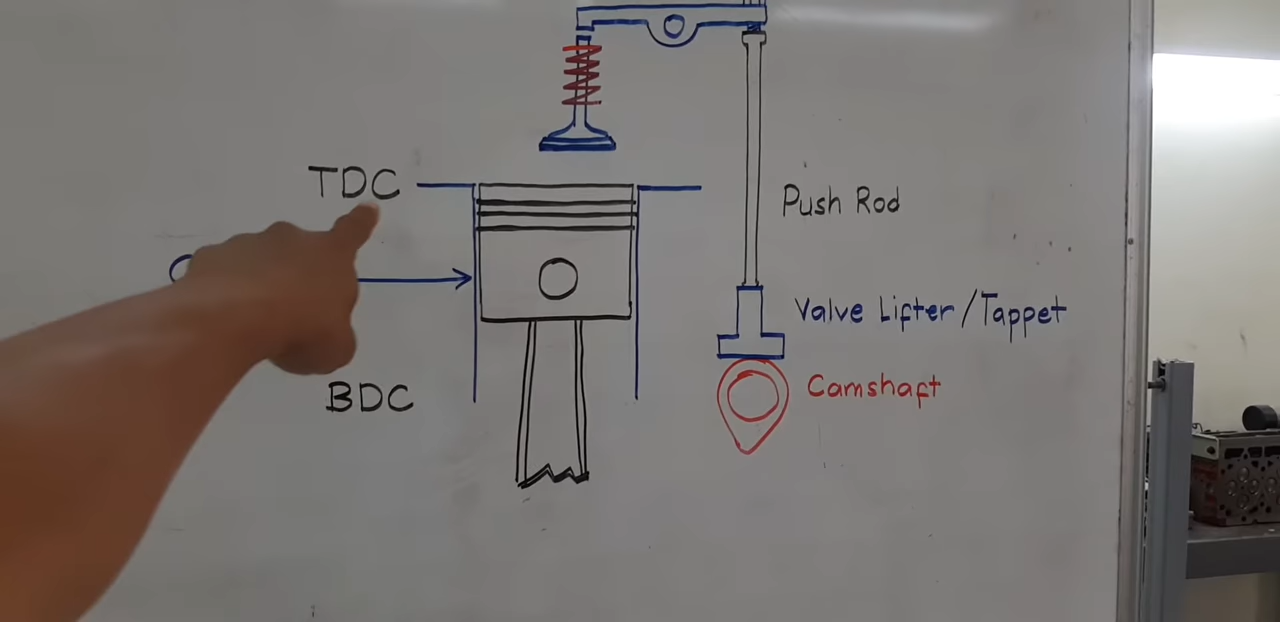 TDC
Push Rod
Valve Lifter/Tappet
Camshaft
BDC